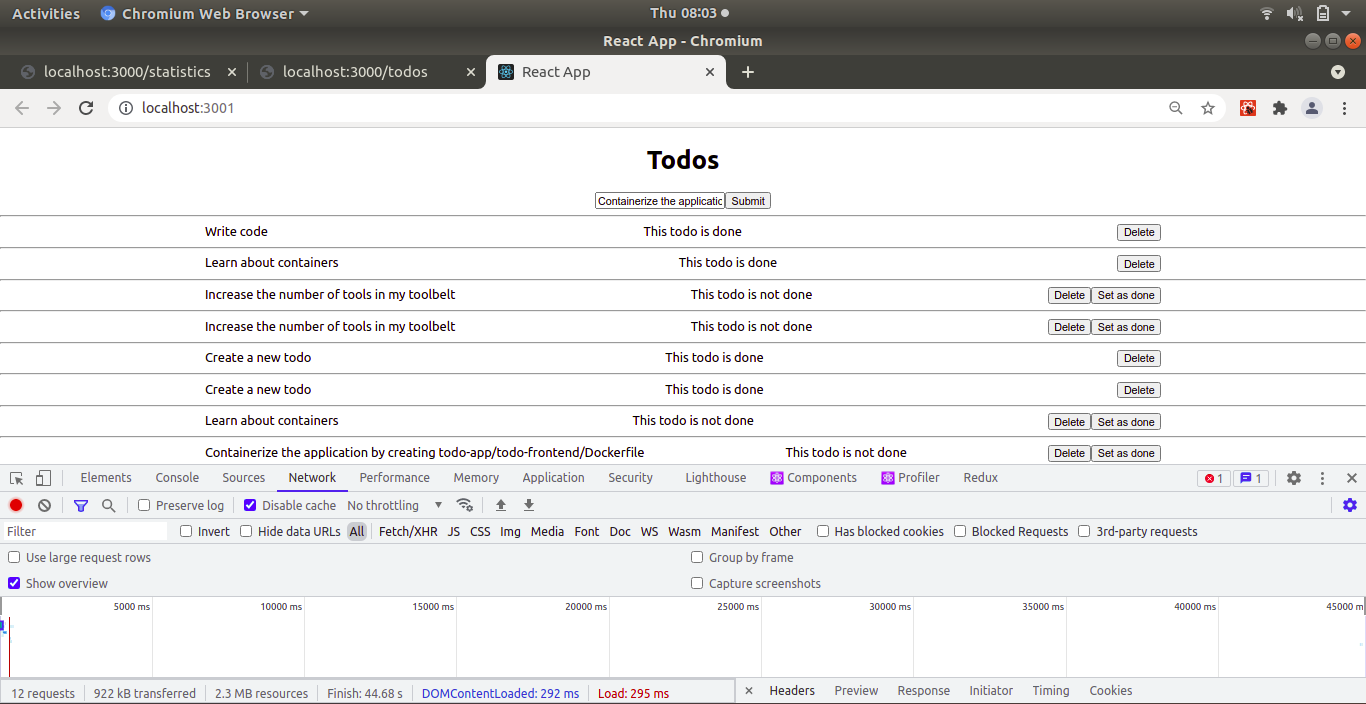 Activities Chromium Web Browser Thu 08:03
React App - Chromium
localhost:3000/statistics localhost:3000/todos React App
localhost:3001
Todos
Containerize the applicatic Submit
Write code This todo is done Delete
Learn about containers This todo is done Delete
Increase the number of tools in my toolbelt This todo is not done Delete Set as done
Increase the number of tools in my toolbelt This todo is not done Delete Set as done
Create a new todo This todo is done Delete
Create a new todo This todo is done Delete
Learn about containers This todo is not done Delete Set as done
Containerize the application by creating todo-app/todo-frontend/Dockerfile This todo is not done Delete Set as done
Elements Console Sources Network Performance Memory Application Security Lighthouse Components Profiler Redux 1 1
Preserve log Disable cache No throttling
Filter Invert Hide data URLs All Fetch/XHR JS CSS Img Media Font Doc WS Wasm Manifest Other Has blocked cookies Blocked Requests 3rd-party requests
Use large request rows Group by frame
Show overview Capture screenshots
5000 ms 10000 ms 15000 ms 20000 ms 25000 ms 30000 ms 35000 ms 40000 ms 45000 m
12 requests 922 kB transferred 2.3 MB resources Finish: 44.68 s DOMContentLoaded: 292 ms Load: 295 ms Headers Preview Response Initiator Timing Cookies